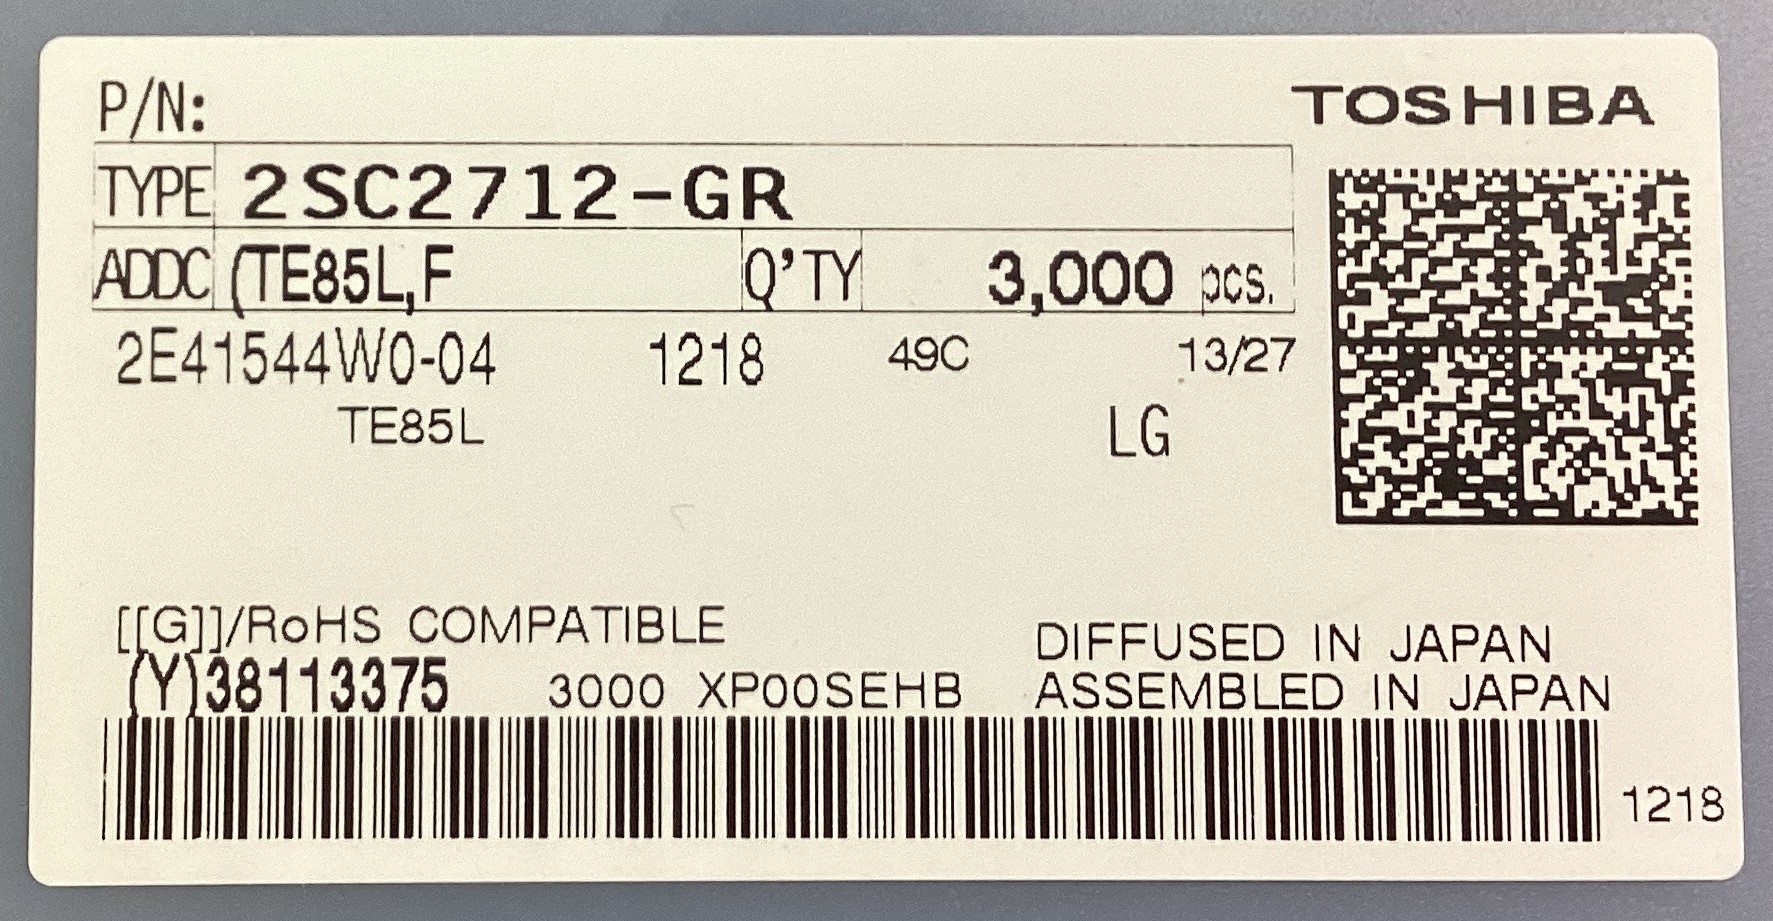 P/N:
TOSHIBA
TYPE 2SC2712-GR
ADDC (TE85L,F Q'TY 3,000 pcs.
2E41544W0-04 1218 49C 13/27
TE85L LG
[[G]]/RoHS COMPATIBLE
DIFFUSED IN JAPAN
(Y)38113375 3000 XP00SEHB ASSEMBLED IN JAPAN
1218